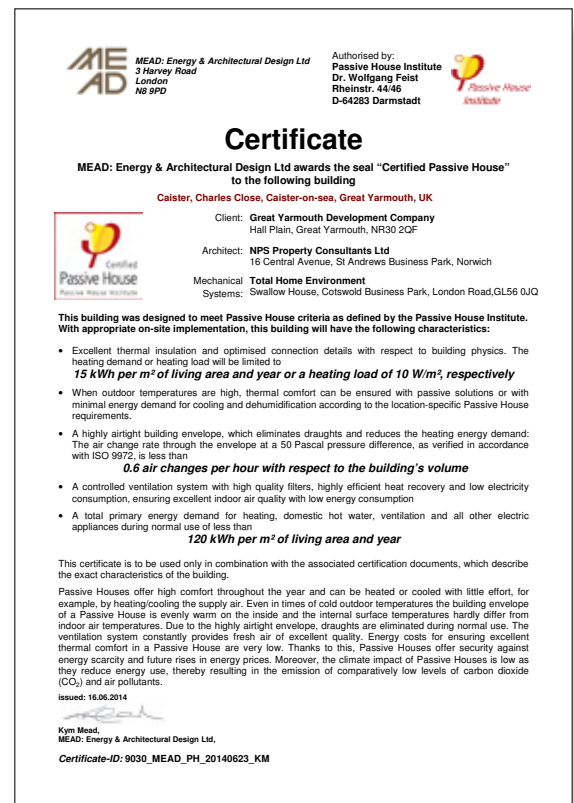 ME
AD
MEAD: Energy & Architectural Design Ltd
3 Harvey Road
London
N8 9PD
Authorised by:
Passive House Institute
Dr. Wolfgang Feist
Rheinstr. 44/46
D-64283 Darmstadt
Passive House
Institute
Certificate
MEAD: Energy & Architectural Design Ltd awards the seal “Certified Passive House”
to the following building
Caister, Charles Close, Caister-on-sea, Great Yarmouth, UK
Certified
Passive House
Passive House Institute
Client: Great Yarmouth Development Company
Hall Plain, Great Yarmouth, NR30 2QF
Architect: NPS Property Consultants Ltd
16 Central Avenue, St Andrews Business Park, Norwich
Mechanical Total Home Environment
Systems: Swallow House, Cotswold Business Park, London Road,GL56 0JQ
This building was designed to meet Passive House criteria as defined by the Passive House Institute.
With appropriate on-site implementation, this building will have the following characteristics:
• Excellent thermal insulation and optimised connection details with respect to building physics. The
heating demand or heating load will be limited to
15 kWh per m² of living area and year or a heating load of 10 W/m², respectively
• When outdoor temperatures are high, thermal comfort can be ensured with passive solutions or with
minimal energy demand for cooling and dehumidification according to the location-specific Passive House
requirements.
• A highly airtight building envelope, which eliminates draughts and reduces the heating energy demand:
The air change rate through the envelope at a 50 Pascal pressure difference, as verified in accordance
with ISO 9972, is less than
0.6 air changes per hour with respect to the building’s volume
• A controlled ventilation system with high quality filters, highly efficient heat recovery and low electricity
consumption, ensuring excellent indoor air quality with low energy consumption
• A total primary energy demand for heating, domestic hot water, ventilation and all other electric
appliances during normal use of less than
120 kWh per m² of living area and year
This certificate is to be used only in combination with the associated certification documents, which describe
the exact characteristics of the building.
Passive Houses offer high comfort throughout the year and can be heated or cooled with little effort, for
example, by heating/cooling the supply air. Even in times of cold outdoor temperatures the building envelope
of a Passive House is evenly warm on the inside and the internal surface temperatures hardly differ from
indoor air temperatures. Due to the highly airtight envelope, draughts are eliminated during normal use. The
ventilation system constantly provides fresh air of excellent quality. Energy costs for ensuring excellent
thermal comfort in a Passive House are very low. Thanks to this, Passive Houses offer security against
energy scarcity and future rises in energy prices. Moreover, the climate impact of Passive Houses is low as
they reduce energy use, thereby resulting in the emission of comparatively low levels of carbon dioxide
(CO₂) and air pollutants.
issued: 16.06.2014
Kym Mead,
MEAD: Energy & Architectural Design Ltd,
Certificate-ID: 9030_MEAD_PH_20140623_KM